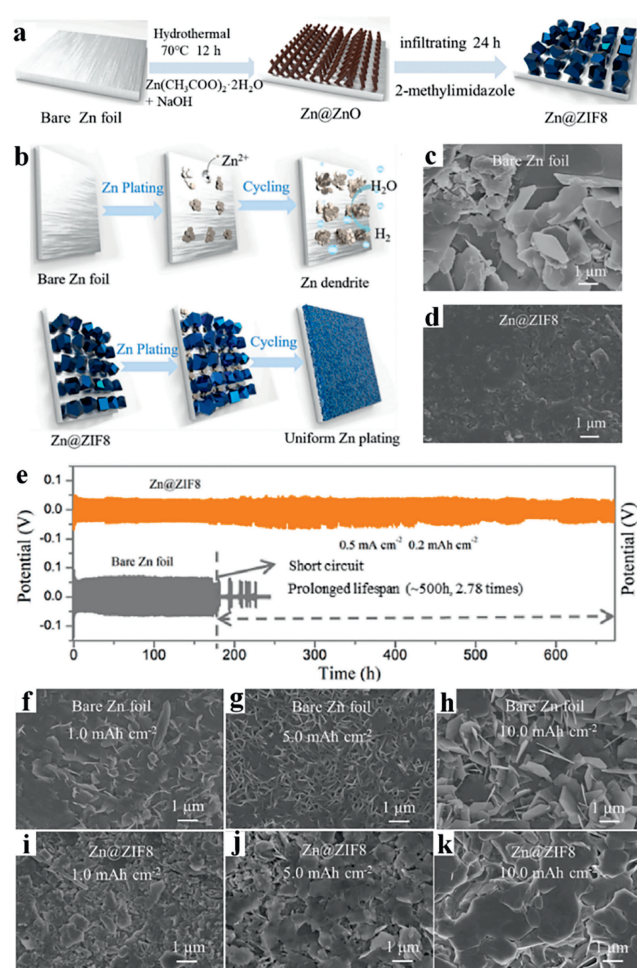 a
Hydrothermal
70°C 12 h
Zn(CH3COO)2·2H2O
+ NaOH
infiltrating 24 h
2-methylimidazole
Bare Zn foil
Zn@ZnO
Zn@ZIF8
b
Zn Plating
Zn2+
Cycling
H2O
H2
Bare Zn foil
Zn dendrite
Zn Plating
Cycling
Zn@ZIF8
Uniform Zn plating
c
Bare Zn foil
1 μm
d
Zn@ZIF8
1 μm
e
Potential (V)
0.1
0.0
-0.1
0.1
0.0
-0.1
Zn@ZIF8
0.5 mA cm-2 0.2 mAh cm-2
Bare Zn foil
Short circuit
Prolonged lifespan (~500h, 2.78 times)
Potential (V)
0 100 200 300 400 500 600
Time (h)
f
Bare Zn foil
1.0 mAh cm-2
1 μm
g
Bare Zn foil
5.0 mAh cm-2
1 μm
h
Bare Zn foil
10.0 mAh cm-2
1 μm
i
Zn@ZIF8
1.0 mAh cm-2
1 μm
j
Zn@ZIF8
5.0 mAh cm-2
1 μm
k
Zn@ZIF8
10.0 mAh cm-2
1 μm